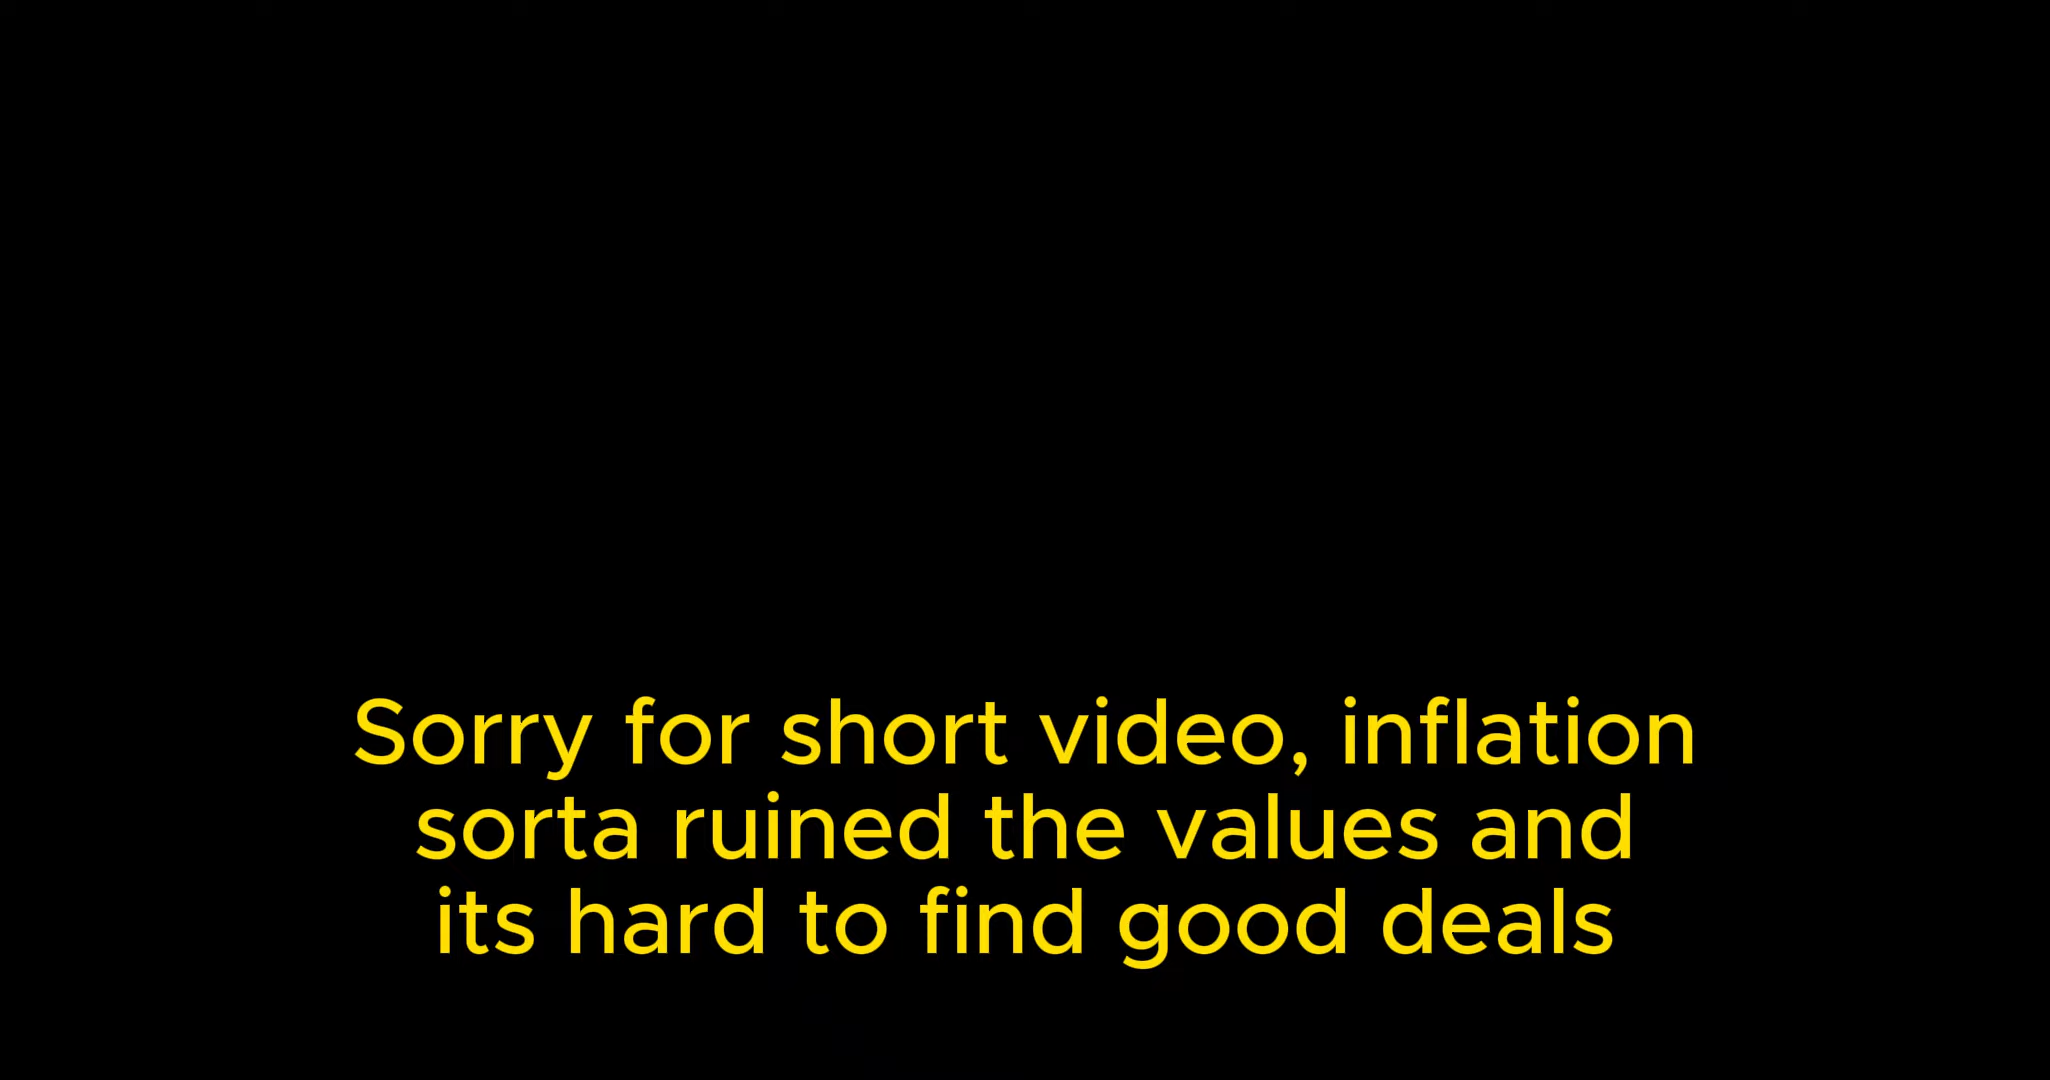 Sorry for short video, inflation
sorta ruined the values and
its hard to find good deals